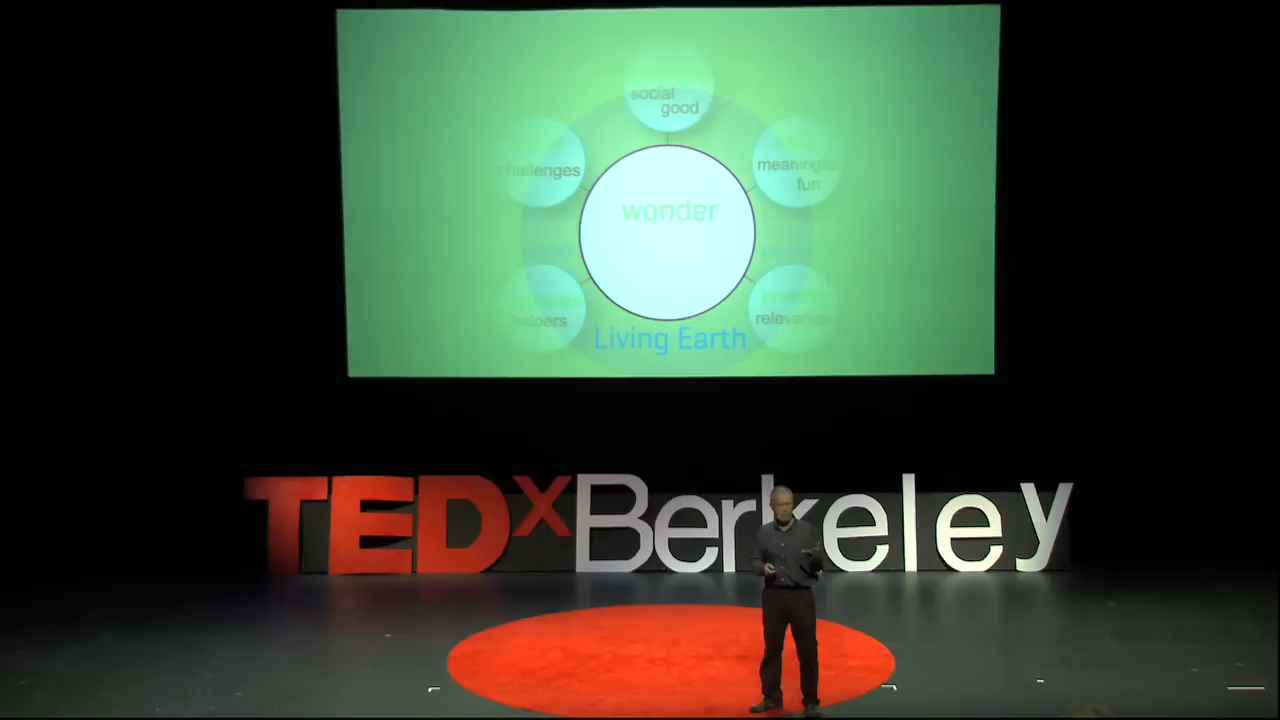 social
good
challenges
meaningful
fun
wonder
helpers
relevance
Living Earth
TEDxBerkeley